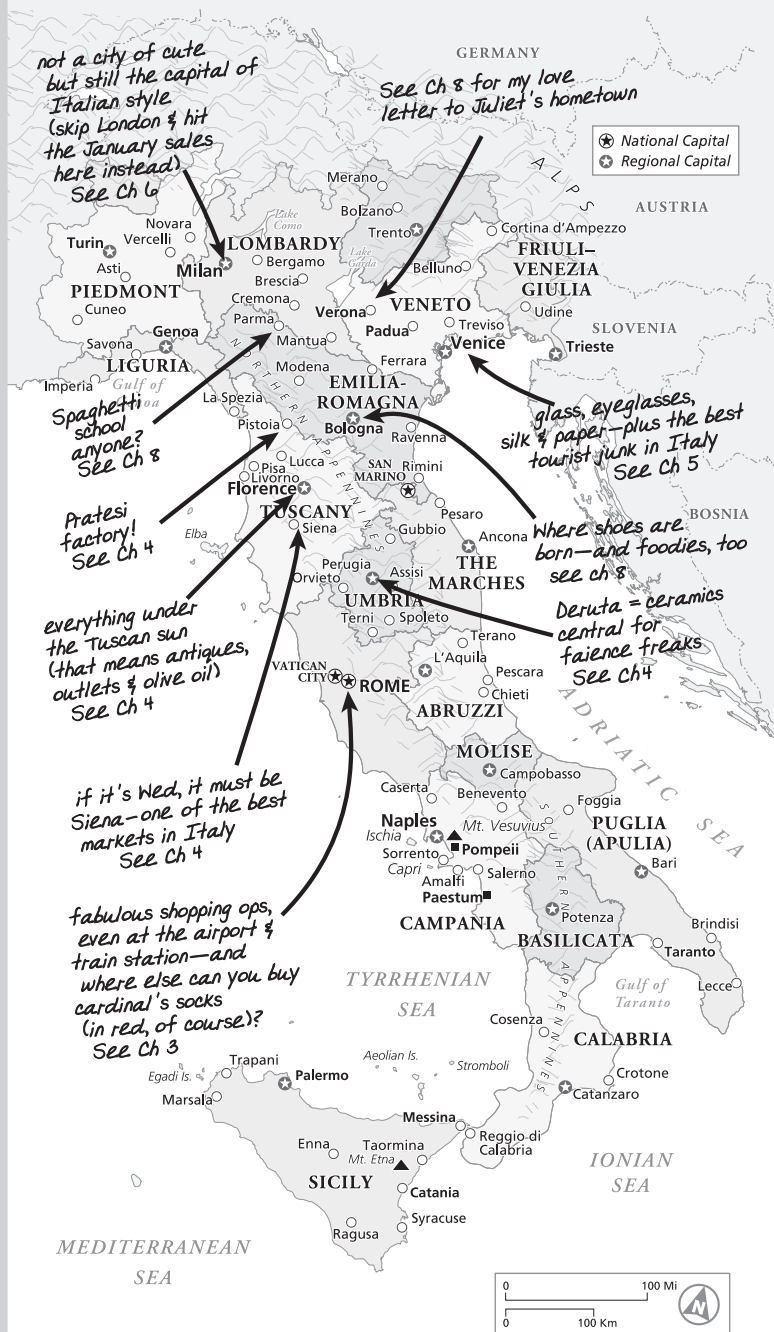 not a city of cute
but still the capital of
Italian style
(skip London & hit
the January sales
here instead)
See Ch 6
See Ch 8 for my love
letter to Juliet's hometown
GERMANY
National Capital
Regional Capital
ALPS
AUSTRIA
Merano
Bolzano
Trento
Cortina d'Ampezzo
Lake
Como
Lake
Garda
Belluno
FRIULI–
VENEZIA
GIULIA
Udine
SLOVENIA
Novara
Vercelli
Turin
Asti
PIEDMONT
Cuneo
LOMBARDY
Milan
Bergamo
Brescia
Cremona
Verona
VENETO
Padua
Treviso
Venice
Trieste
Parma
Mantua
Genoa
Savona
LIGURIA
Imperia
Gulf of
Genoa
Ferrara
Modena
EMILIA-
ROMAGNA
Bologna
Ravenna
La Spezia
Pistoia
NORTHERN APPENNINES
Spaghetti
school
anyone?
See Ch 8
glass, eyeglasses,
silk & paper—plus the best
tourist junk in Italy
See Ch 5
Pisa
Lucca
Livorno
Florence
SAN
MARINO
Rimini
TUSCANY
Siena
Pesaro
BOSNIA
Pratesi
factory!
See Ch 4
Elba
Gubbio
Ancona
THE
MARCHES
Where shoes are
born—and foodies, too
see ch 8
Perugia
Assisi
Orvieto
UMBRIA
Terni
Spoleto
Deruta = ceramics
central for
faience freaks
See Ch4
everything under
the Tuscan sun
(that means antiques,
outlets & olive oil)
See Ch 4
Terano
L'Aquila
Pescara
Chieti
VATICAN
CITY
ROME
ABRUZZI
ADRIATIC SEA
MOLISE
Campobasso
if it's Wed, it must be
Siena—one of the best
markets in Italy
See Ch 4
Caserta
Benevento
Foggia
Naples
Ischia
Mt. Vesuvius
Pompeii
PUGLIA
(APULIA)
Bari
Sorrento
Capri
Amalfi
Salerno
Paestum
CAMPANIA
SOUTHERN APPENNINES
Potenza
BASILICATA
Brindisi
Taranto
Lecce
Gulf of
Taranto
fabulous shopping ops,
even at the airport &
train station—and
where else can you buy
cardinal's socks
(in red, of course)?
See Ch 3
TYRRHENIAN
SEA
Cosenza
CALABRIA
Crotone
Catanzaro
Aeolian Is.
Stromboli
Trapani
Egadi Is.
Marsala
Palermo
Messina
Reggio di
Calabria
Enna
Taormina
Mt. Etna
SICILY
Catania
Syracuse
Ragusa
IONIAN
SEA
MEDITERRANEAN
SEA
0 100 Mi
0 100 Km
N